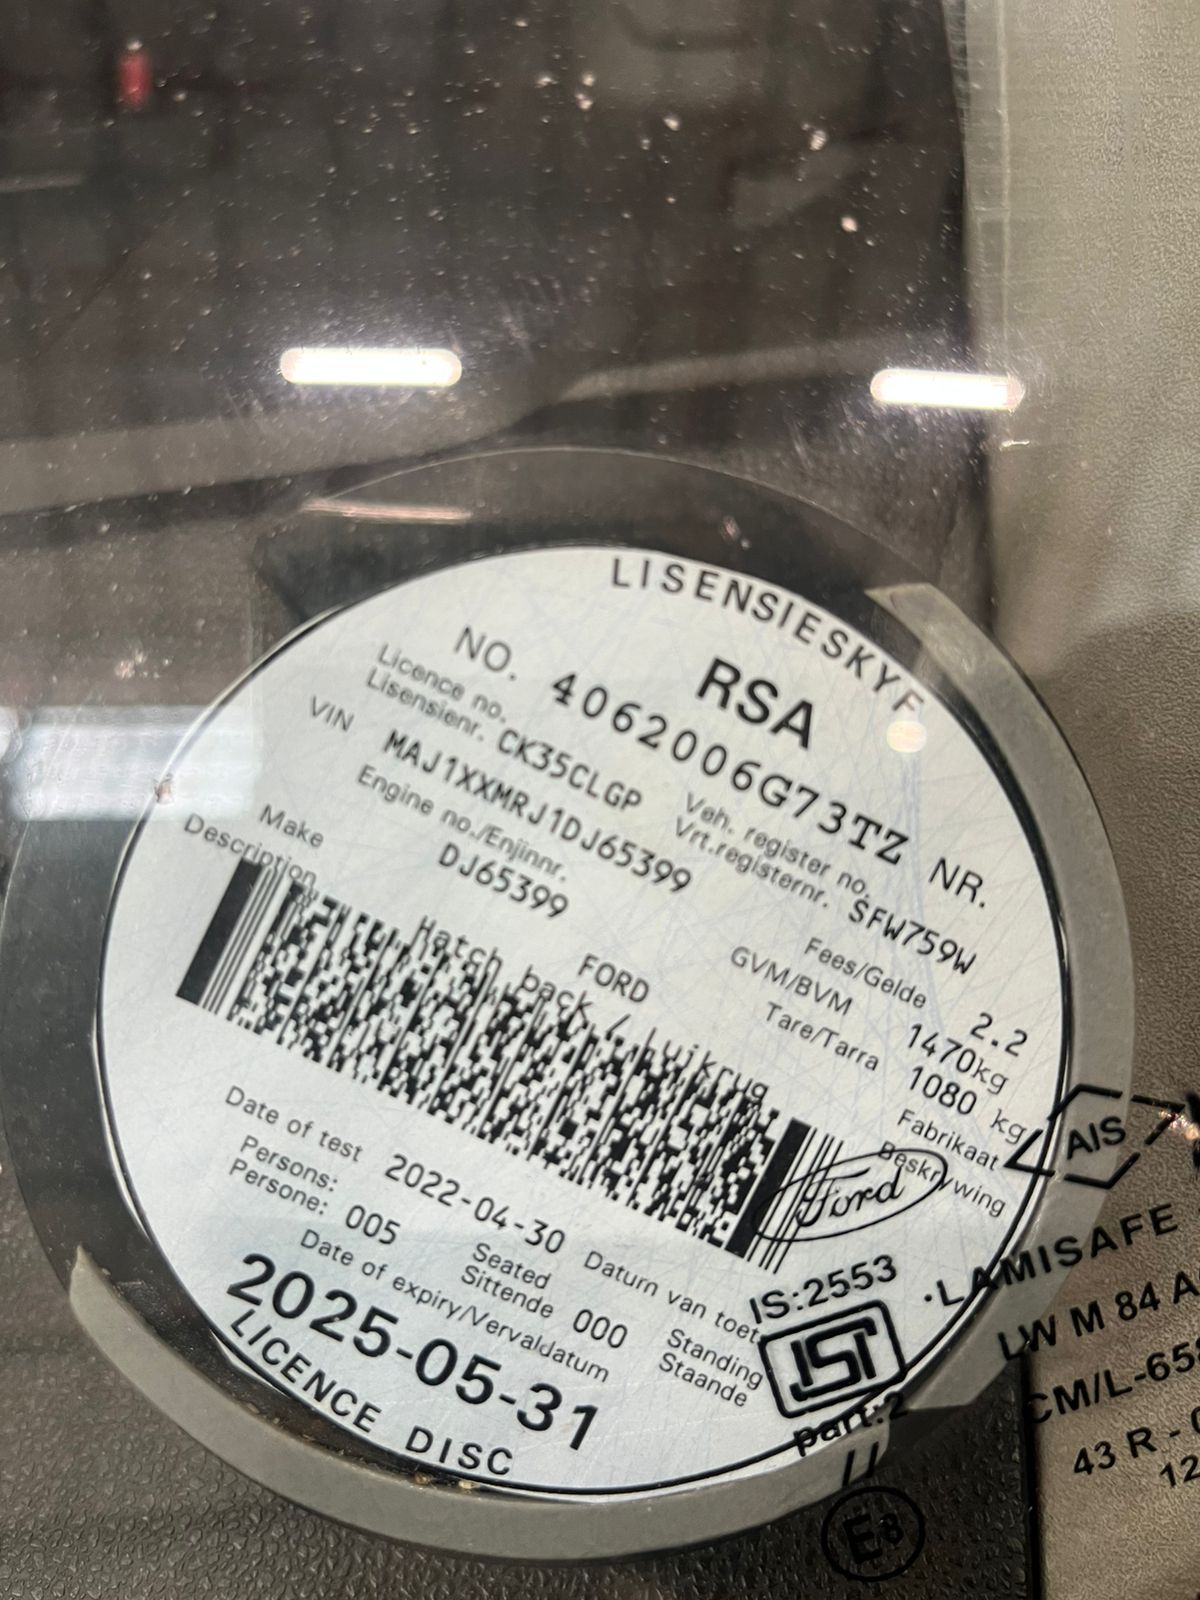 LISENSIESKYF
RSA
NO. 4062006G73TZ NR.
Licence no.
Lisensienr. CK35CLGP
Veh. register no.
Vrt.registernr. SFW759W
VIN MAJ1XXMRJ1DJ65399
Engine no./Enjinnr.
DJ65399
Fees/Gelde 2.2
GVM/BVM 1470kg
Tare/Tarra 1080 kg
Make FORD Fabrikaat
Description Hatch back / Luikrug Beskrywing
Date of test 2022-04-30 Datum van toets
Persons:
Persone: 005
Seated
Sittende 000
Standing
Staande
Date of expiry/Vervaldatum
2025-05-31
LICENCE DISC
Ford
IS:2553
ISI
part:2
AIS
LAMISAFE
LW M 84
CM/L-65
43 R -
12
E8